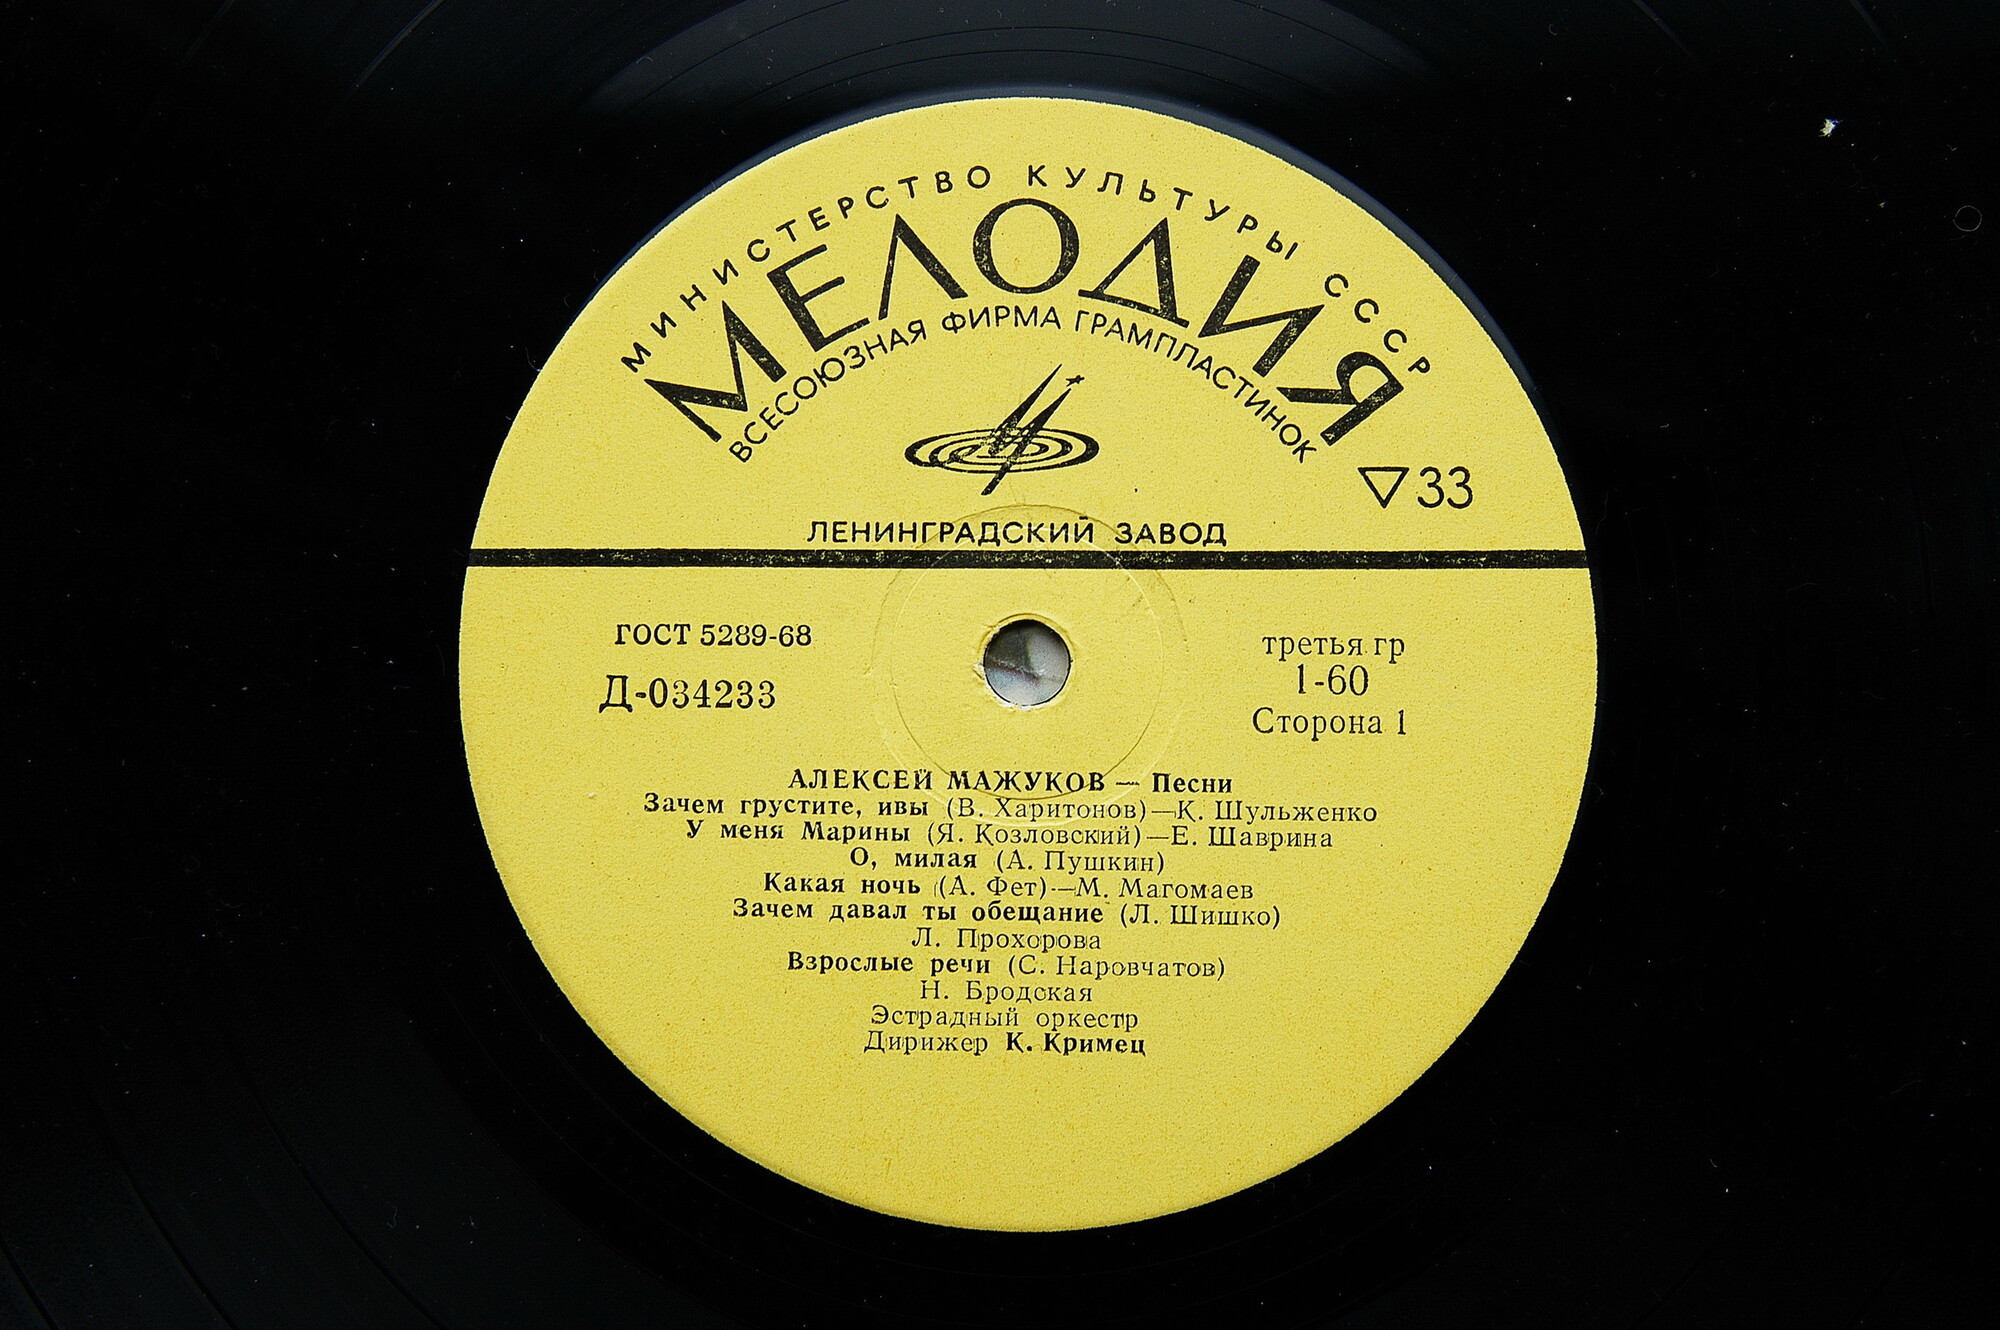 МИНИСТЕРСТВО КУЛЬТУРЫ СССР
МЕЛОДИЯ
ВСЕСОЮЗНАЯ ФИРМА ГРАМПЛАСТИНОК
▽33
ЛЕНИНГРАДСКИЙ ЗАВОД
ГОСТ 5289-68
Д-034233
третья гр
1-60
Сторона 1
АЛЕКСЕЙ МАЖУКОВ — Песни
Зачем грустите, ивы (В. Харитонов)—К. Шульженко
У меня Марины (Я. Козловский)—Е. Шаврина
О, милая (А. Пушкин)
Какая ночь (А. Фет)—М. Магомаев
Зачем давал ты обещание (Л. Шишко)
Л. Прохорова
Взрослые речи (С. Наровчатов)
Н. Бродская
Эстрадный оркестр
Дирижер К. Кримец